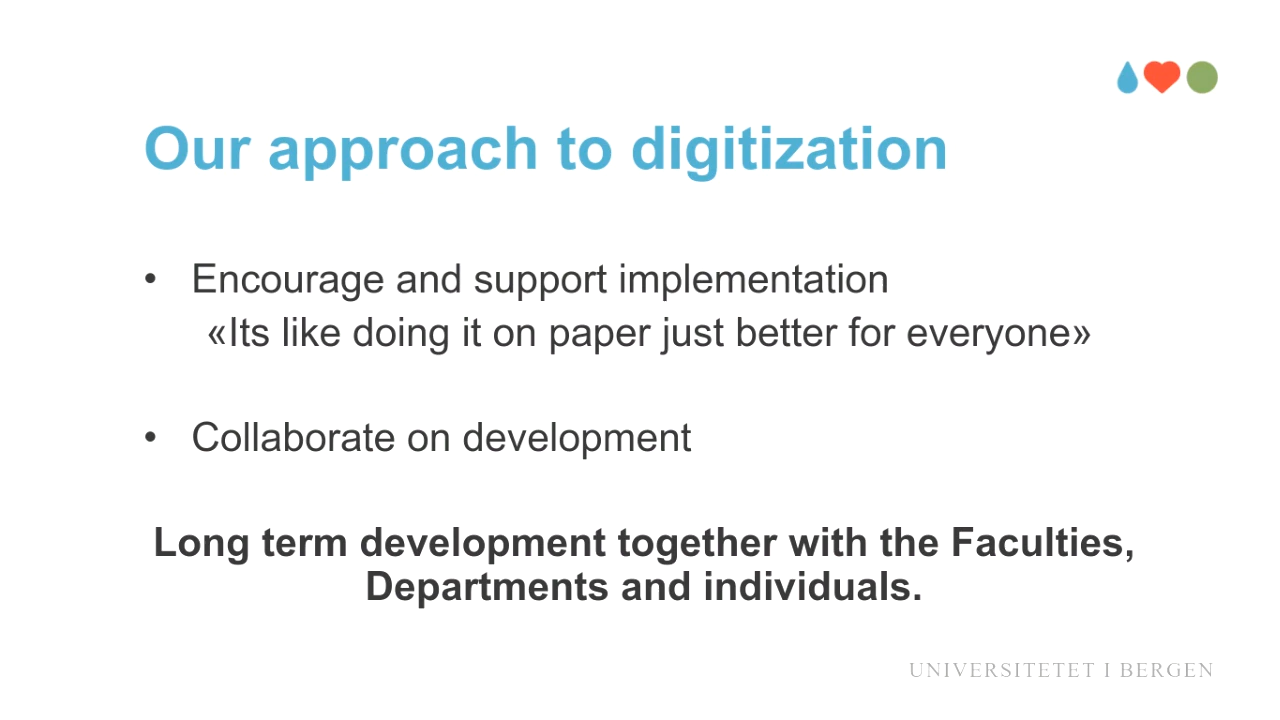 Our approach to digitization
• Encourage and support implementation
«Its like doing it on paper just better for everyone»
• Collaborate on development
Long term development together with the Faculties,
Departments and individuals.
UNIVERSITETET I BERGEN